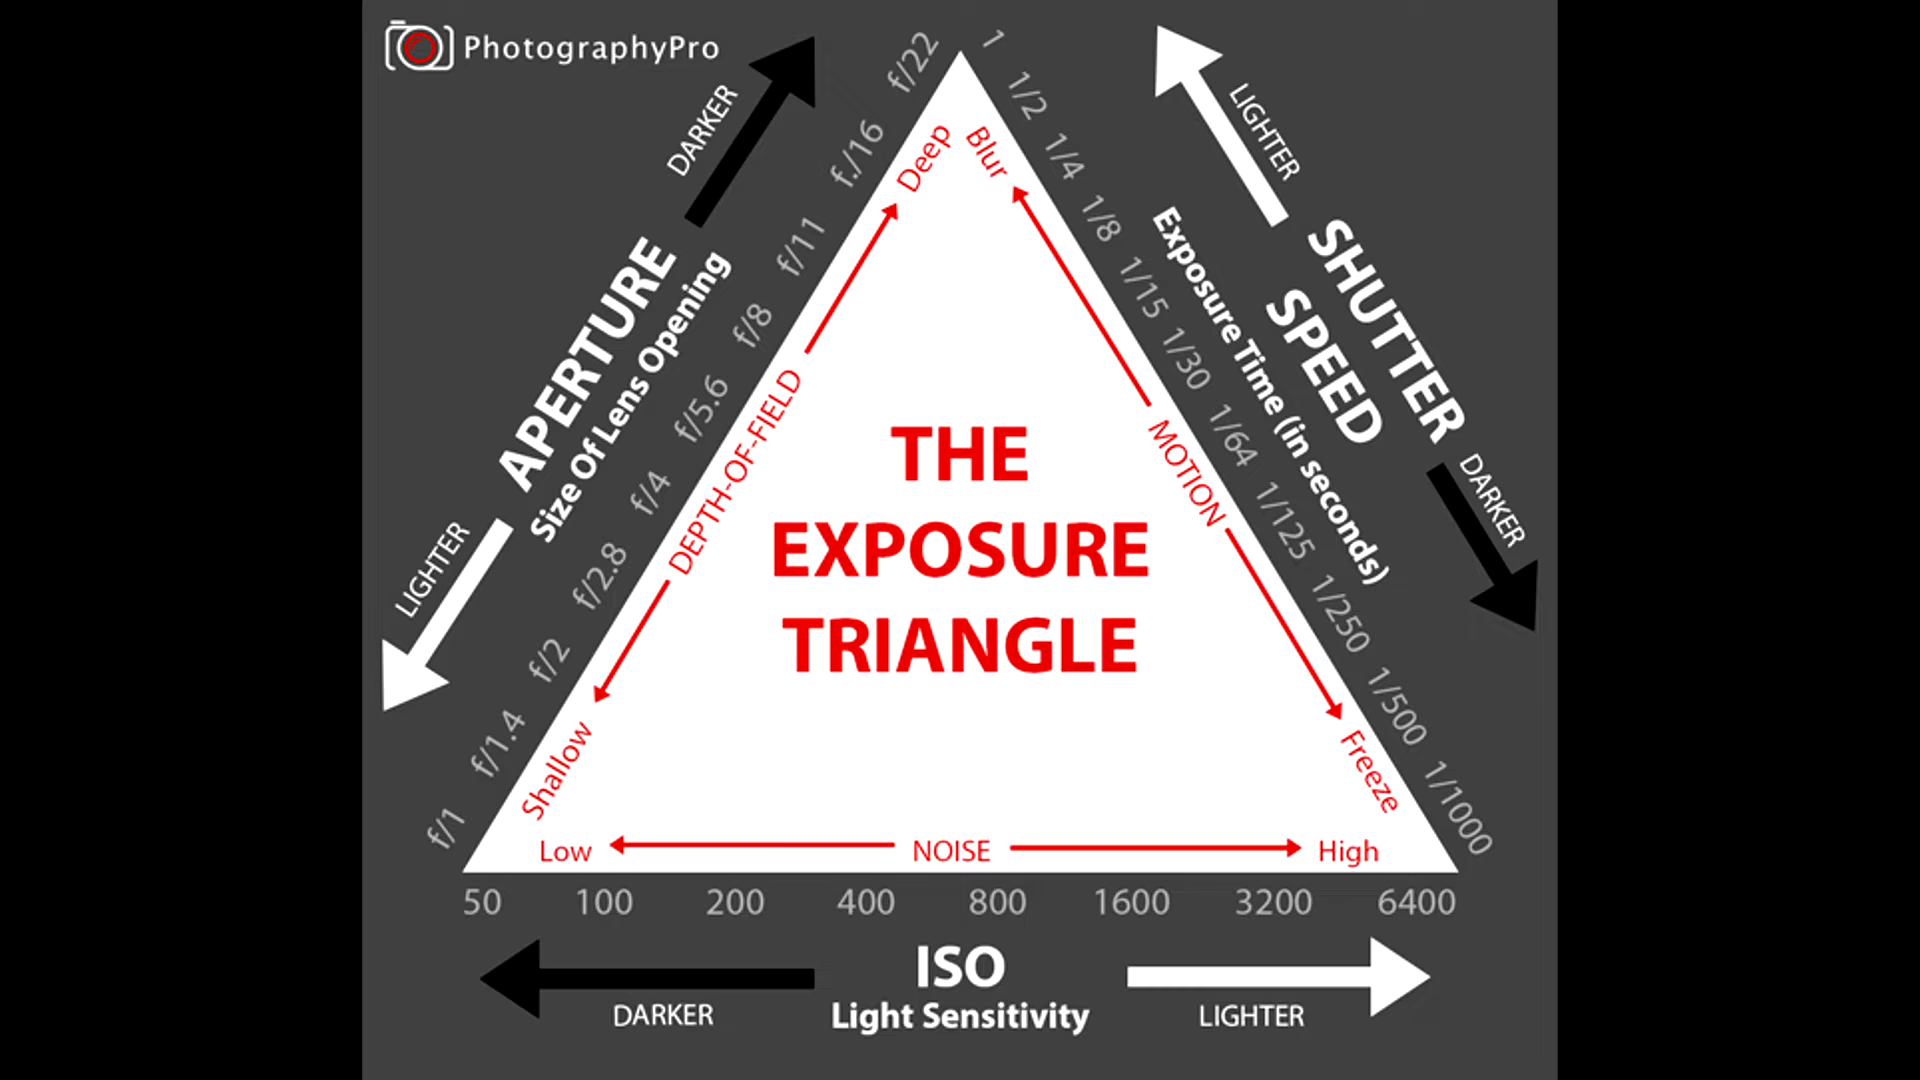 PhotographyPro
DARKER
APERTURE
Size Of Lens Opening
LIGHTER
f/22
f./16
f/11
f/8
f/5.6
f/4
f/2.8
f/2
f/1.4
f/1
Deep
DEPTH-OF-FIELD
Shallow
THE
EXPOSURE
TRIANGLE
Blur
MOTION
Freeze
1
1/2
1/4
1/8
1/15
1/30
1/64
1/125
1/250
1/500
1/1000
LIGHTER
SHUTTER
SPEED
Exposure Time (in seconds)
DARKER
Low NOISE High
50 100 200 400 800 1600 3200 6400
ISO
Light Sensitivity
DARKER
LIGHTER